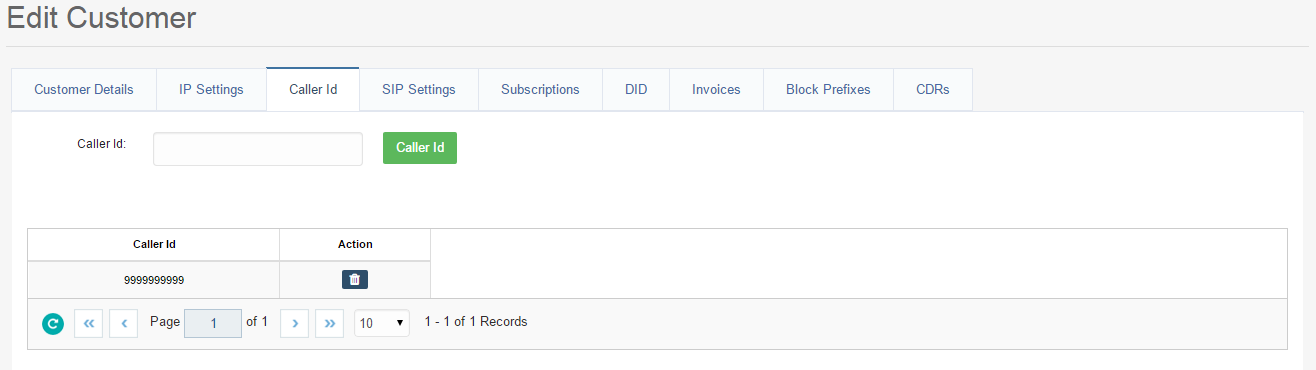 Edit Customer
Customer Details IP Settings Caller Id SIP Settings Subscriptions DID Invoices Block Prefixes CDRs
Caller Id: Caller Id
Caller Id Action
9999999999
Page 1 of 1 10 1 - 1 of 1 Records